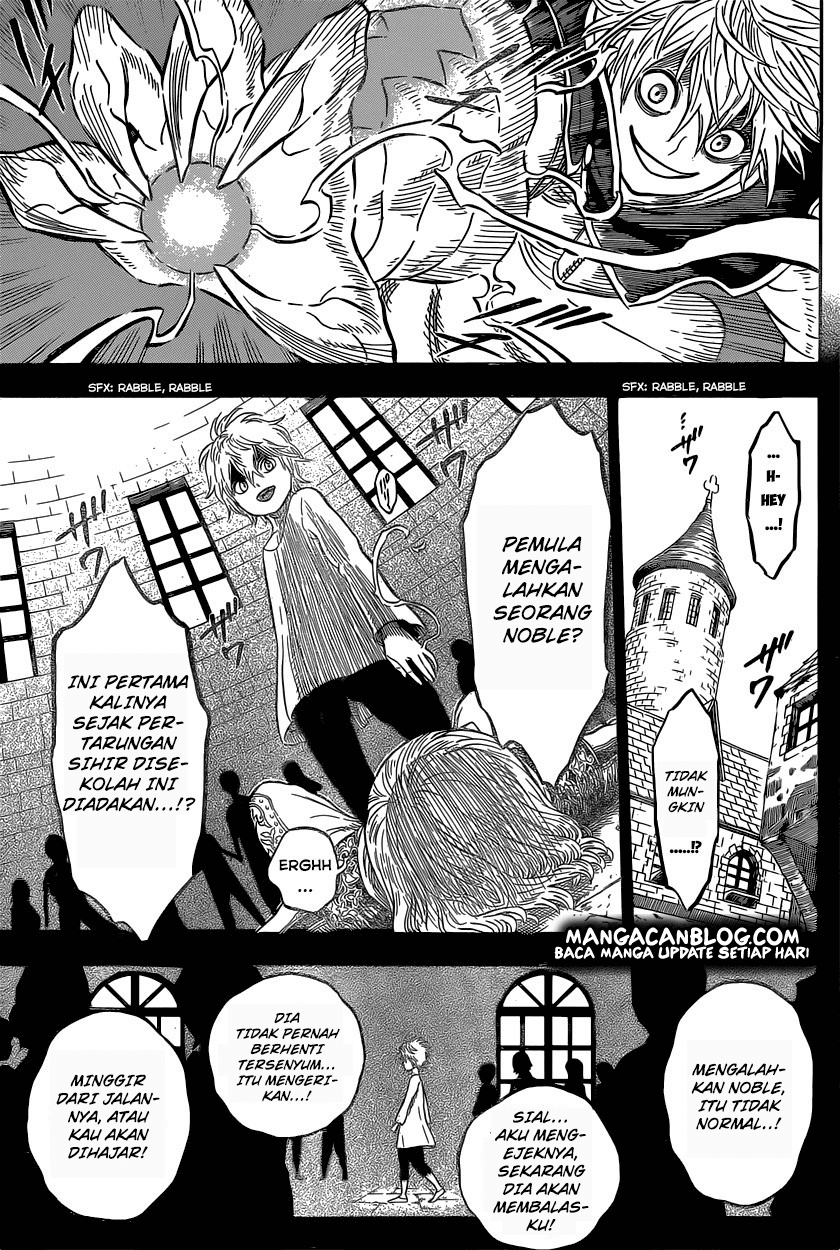 SFX: RABBLE, RABBLE
...
H-
HEY
...!
TIDAK
MUN-
GKIN
......!?
SFX: RABBLE, RABBLE
PEMULA
MENGA-
LAHKAN
SEORANG
NOBLE?
INI PERTAMA
KALINYA
SEJAK PER-
TARUNGAN
SIHIR DISE-
KOLAH INI
DIADAKAN...!?
ERGHH
...
MANGACANBLOG.COM
BACA MANGA UPDATE SETIAP HARI
MENGALAH-
KAN NOBLE,
ITU TIDAK
NORMAL..!
SIAL...
AKU MENG-
EJEKNYA,
SEKARANG
DIA AKAN
MEMBALAS-
KU!
DIA
TIDAK PERNAH
BERHENTI
TERSENYUM...
ITU MENGERI-
KAN...!
MINGGIR
DARI JALAN-
NYA, ATAU
KAU AKAN
DIHAJAR!